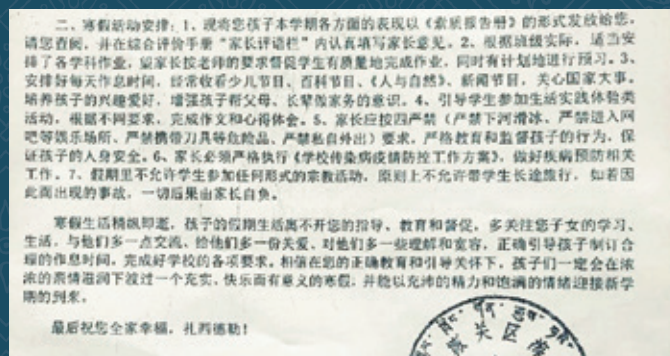 二、寒假活动安排：1、现将您孩子本学期各方面的表现以《素质报告册》的形式发放给您，
请您查阅，并在综合评价手册“家长评语栏”内认真填写家长意见。2、根据班级实际，适当安
排了各学科作业，望家长按老师的要求督促学生有质量地完成作业，同时有计划地进行预习。3、
安排好每天作息时间，经常收看少儿节目、百科节目、《人与自然》、新闻节目，关心国家大事。
培养孩子的兴趣爱好，增强孩子帮父母、长辈做家务的意识。4、引导学生参加生活实践体验类
活动，根据不同要求，完成作文和心得体会。5、家长应按四严禁（严禁下河滑冰、严禁进入网
吧等娱乐场所、严禁携带刀具等危险品、严禁私自外出）要求，严格教育和监督孩子的行为，保
证孩子的人身安全。6、家长必须严格执行《学校传染病疫情防控工作方案》，做好疾病预防相关
工作。7、假期里不允许学生参加任何形式的宗教活动，原则上不允许带学生长途旅行，如若因
此而出现的事故，一切后果由家长自负。
寒假生活精飒即逝，孩子的假期生活离不开您的指导、教育和督促，多关注您子女的学习、
生活，与他们多一点交流、给他们多一份关爱、对他们多一些理解和宽容，正确引导孩子制订合
理的作息时间，完成好学校的各项要求。相信在您的正确教育和引导关怀下，孩子们一定会在浓
浓的亲情滋润下渡过一个充实、快乐而有意义的寒假，并能以充沛的精力和饱满的情绪迎接新学
期的到来。
最后祝您全家幸福，扎西德勒！
城关区